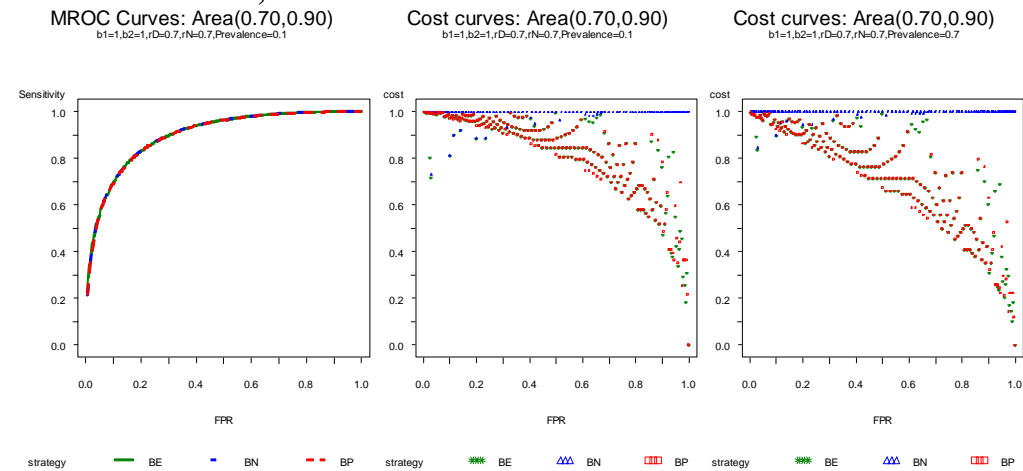 MROC Curves: Area(0.70,0.90)
b1=1,b2=1,rD=0.7,rN=0.7,Prevalence=0.1
Sensitivity
1.0
0.8
0.6
0.4
0.2
0.0
0.0 0.2 0.4 0.6 0.8 1.0
FPR
strategy BE BN BP
Cost curves: Area(0.70,0.90)
b1=1,b2=1,rD=0.7,rN=0.7,Prevalence=0.1
cost
1.0
0.8
0.6
0.4
0.2
0.0
0.0 0.2 0.4 0.6 0.8 1.0
FPR
strategy BE BN BP
Cost curves: Area(0.70,0.90)
b1=1,b2=1,rD=0.7,rN=0.7,Prevalence=0.7
cost
1.0
0.8
0.6
0.4
0.2
0.0
0.0 0.2 0.4 0.6 0.8 1.0
FPR
strategy BE BN BP